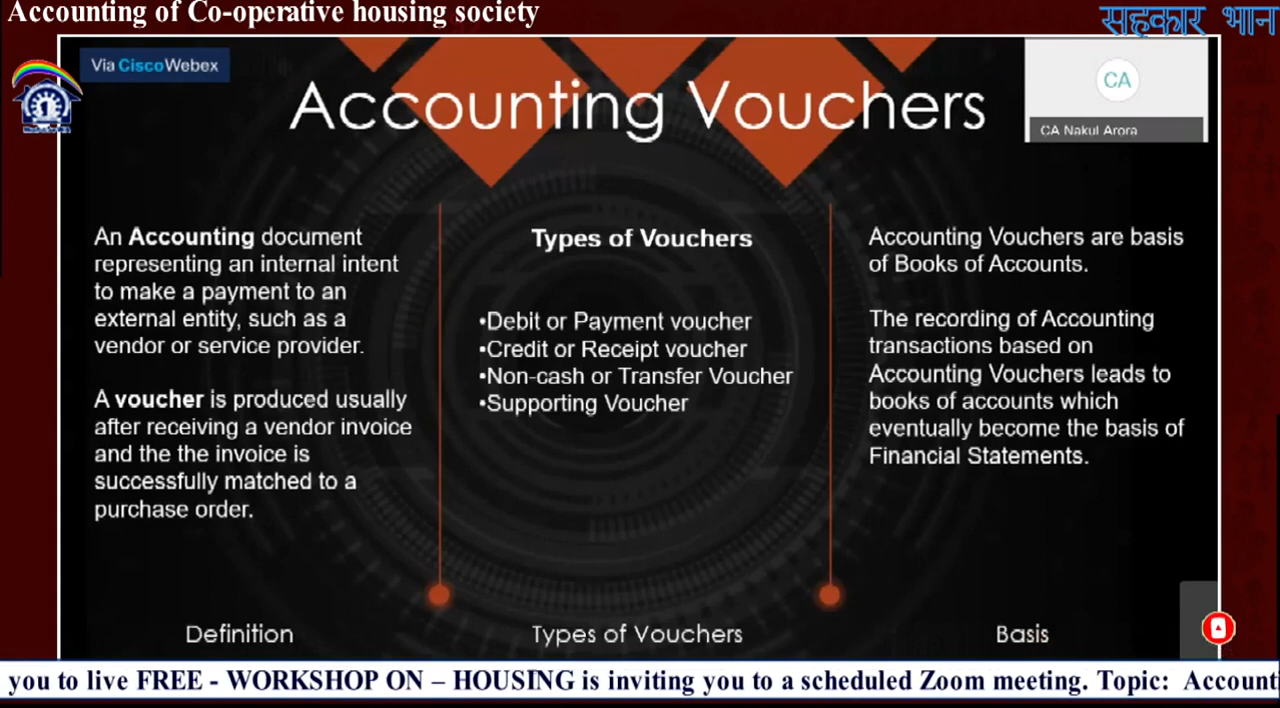 Accounting of Co-operative housing society
सहकार भान
Via CiscoWebex
Accounting Vouchers
CA
CA Nakul Arora
An Accounting document
representing an internal intent
to make a payment to an
external entity, such as a
vendor or service provider.
A voucher is produced usually
after receiving a vendor invoice
and the the invoice is
successfully matched to a
purchase order.
Definition
Types of Vouchers
•Debit or Payment voucher
•Credit or Receipt voucher
•Non-cash or Transfer Voucher
•Supporting Voucher
Types of Vouchers
Accounting Vouchers are basis
of Books of Accounts.
The recording of Accounting
transactions based on
Accounting Vouchers leads to
books of accounts which
eventually become the basis of
Financial Statements.
Basis
you to live FREE - WORKSHOP ON – HOUSING is inviting you to a scheduled Zoom meeting. Topic: Account